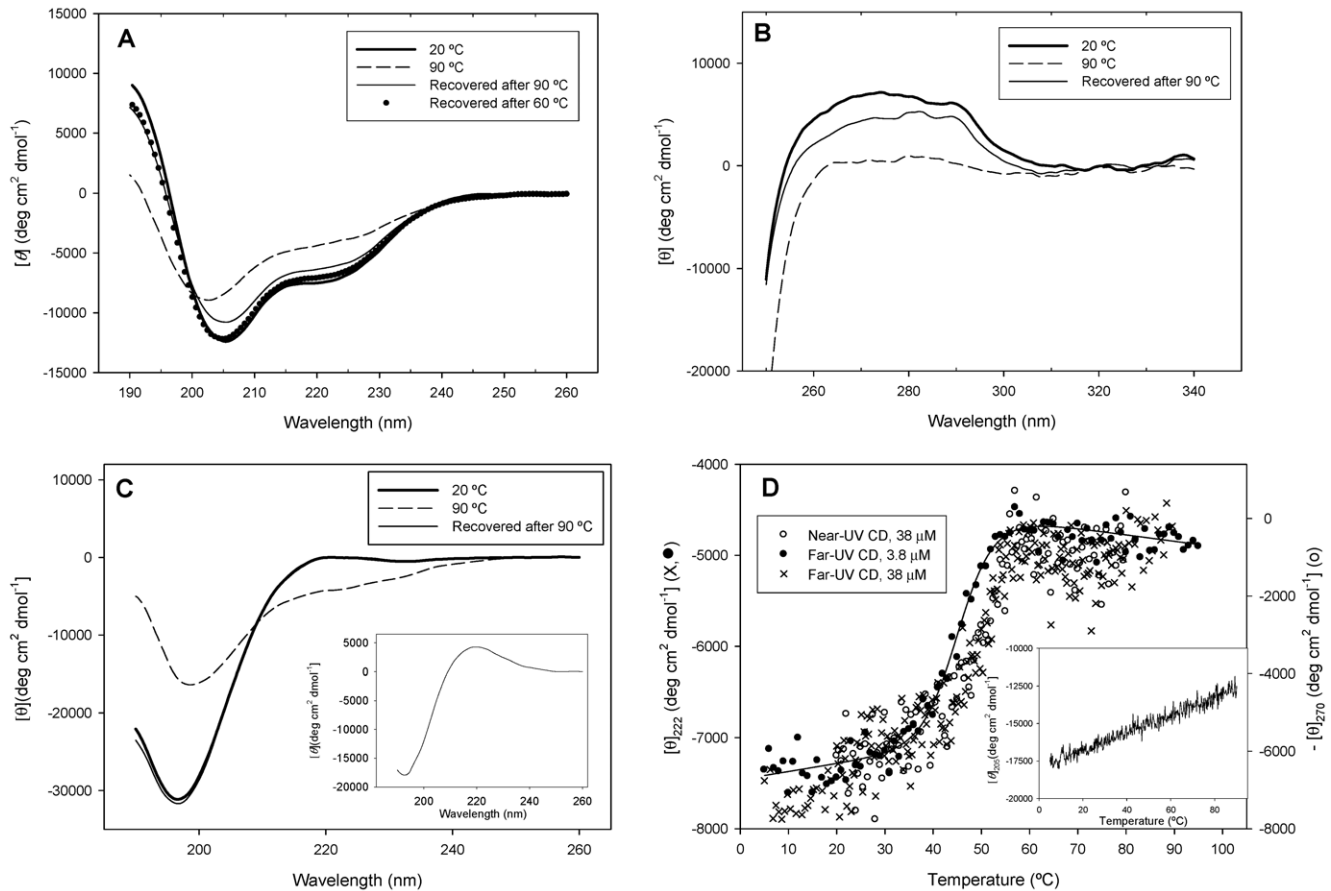 A
20 ºC
90 ºC
Recovered after 90 ºC
Recovered after 60 ºC
15000
10000
5000
0
-5000
-10000
-15000
[θ] (deg cm² dmol⁻¹)
190 200 210 220 230 240 250 260
Wavelength (nm)
B
20 ºC
90 ºC
Recovered after 90 ºC
10000
0
-10000
-20000
[θ] (deg cm² dmol⁻¹)
260 280 300 320 340
Wavelength (nm)
C
20 ºC
90 ºC
Recovered after 90 ºC
10000
0
-10000
-20000
-30000
[θ](deg cm² dmol⁻¹)
200 220 240 260
Wavelength (nm)
5000
0
-5000
-10000
-15000
-20000
[θ](deg cm² dmol⁻¹)
200 220 240 260
Wavelength (nm)
D
Near-UV CD, 38 μM
Far-UV CD, 3.8 μM
Far-UV CD, 38 μM
-4000
-5000
-6000
-7000
-8000
[θ]₂₂₂ (deg cm² dmol⁻¹) (X,●)
0
-2000
-4000
-6000
-8000
- [θ]₂₇₀ (deg cm² dmol⁻¹] (o)
0 10 20 30 40 50 60 70 80 90 100
Temperature (ºC)
-10000
-12500
-15000
-17500
-20000
[θ]₂₀₅(deg cm² dmol⁻¹]
0 20 40 60 80
Temperature (ºC)